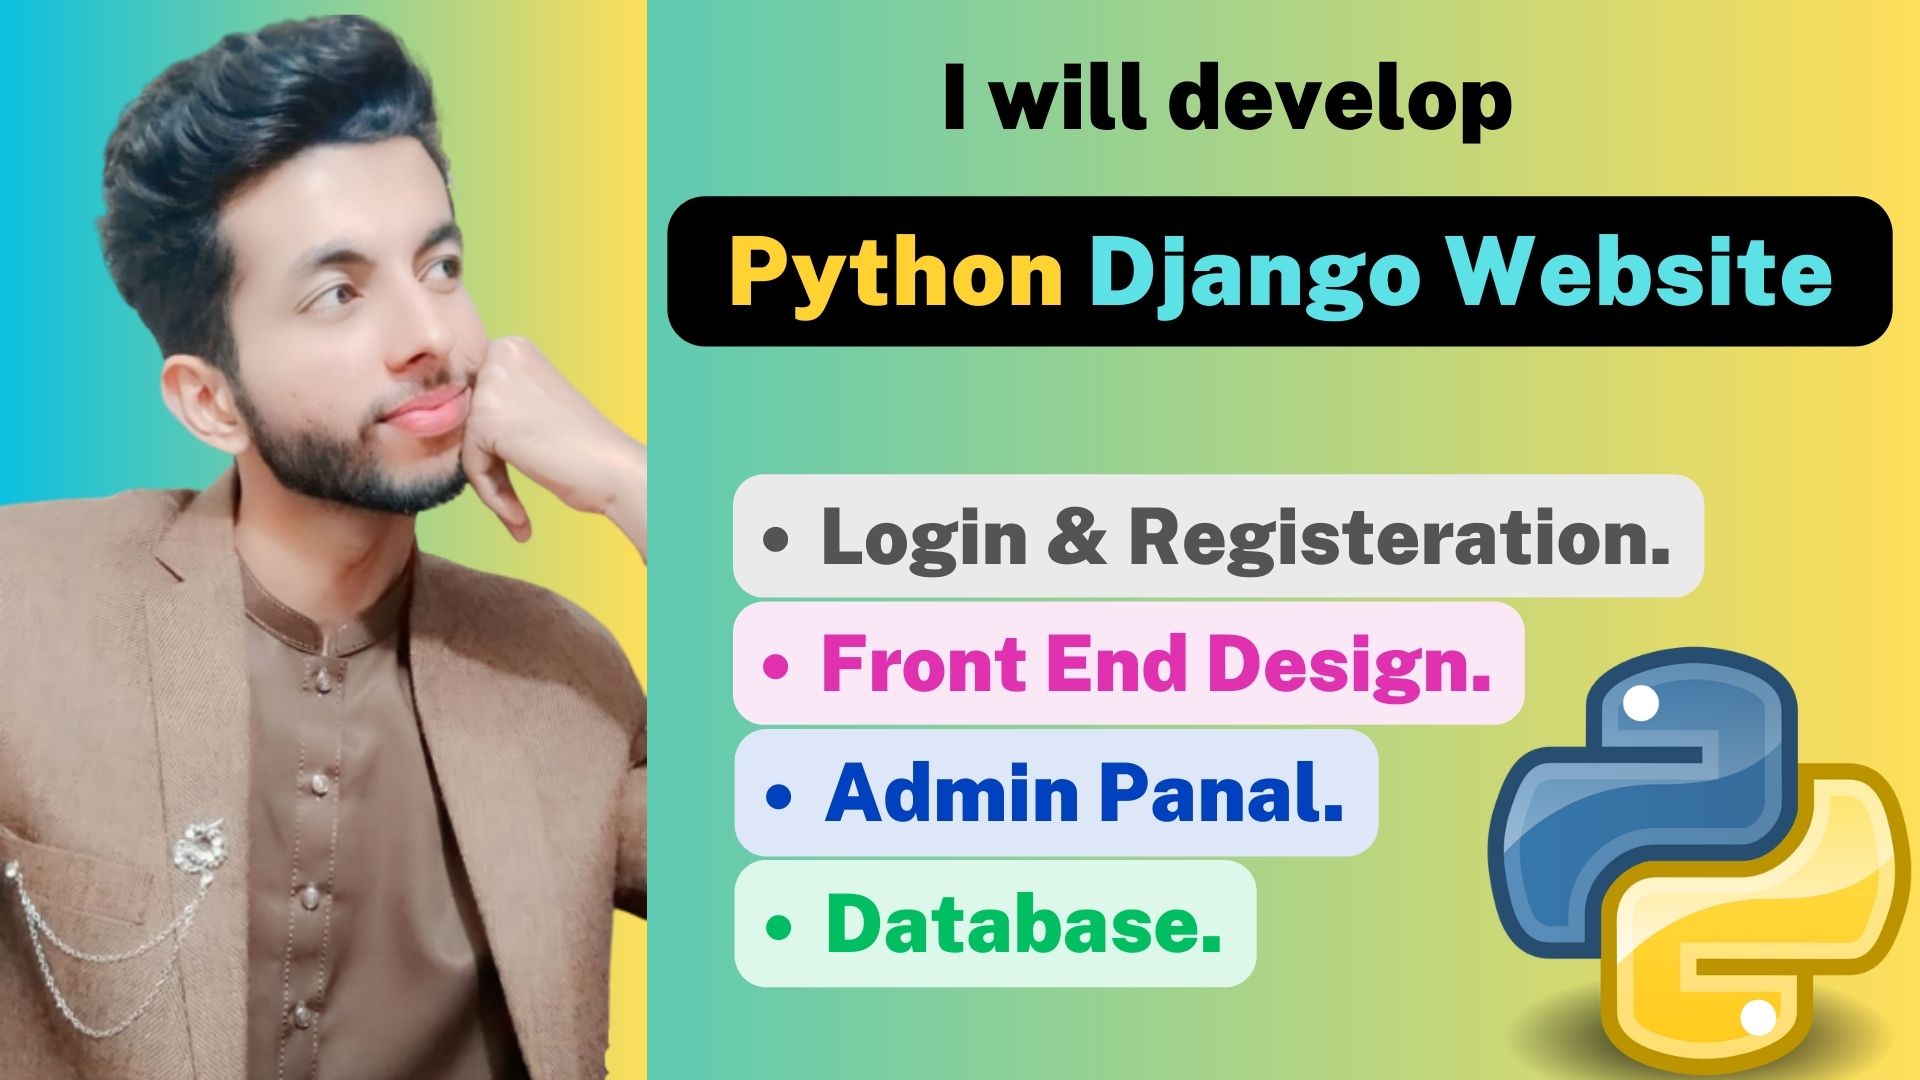 I will develop
Python Django Website
• Login & Registeration.
• Front End Design.
• Admin Panal.
• Database.